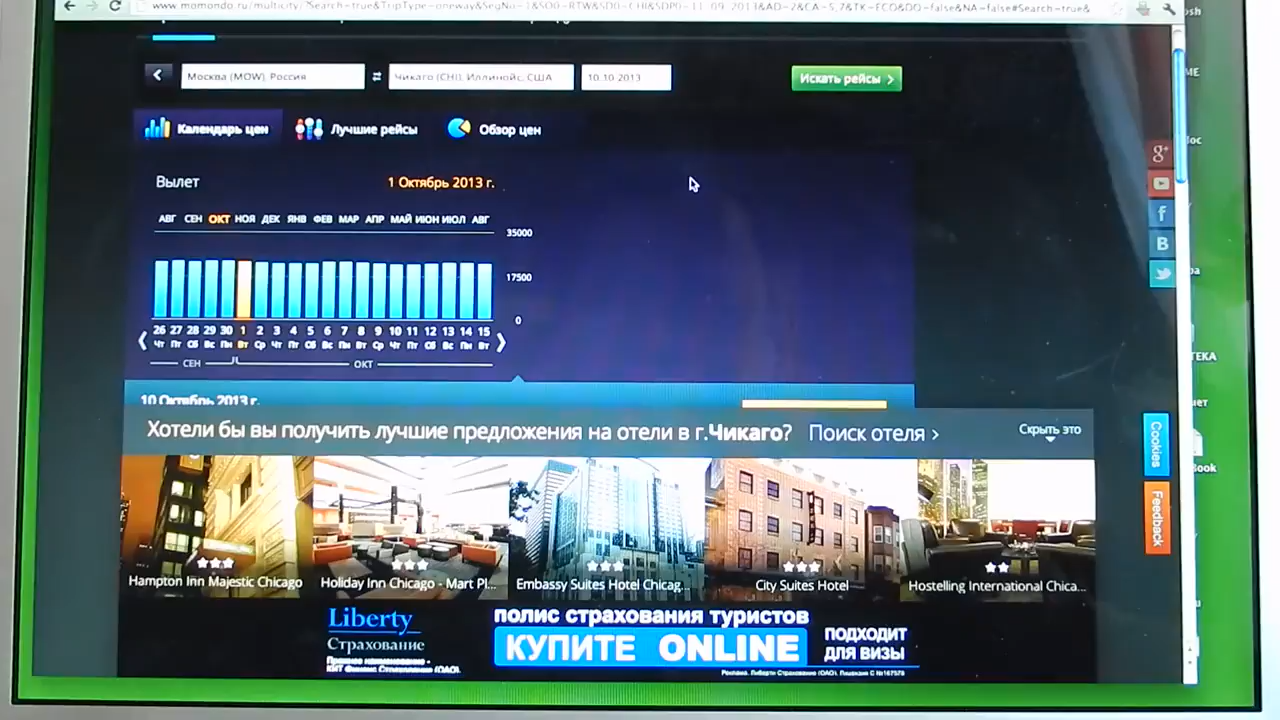 Москва (MOW), Россия
Чикаго (CHI), Иллинойс, США
10.10.2013
Искать рейсы
Календарь цен
Лучшие рейсы
Обзор цен
Вылет
1 Октябрь 2013 г.
АВГ СЕН ОКТ НОЯ ДЕК ЯНВ ФЕВ МАР АПР МАЙ ИЮН ИЮЛ АВГ
35000
17500
0
26 27 28 29 30 1 2 3 4 5 6 7 8 9 10 11 12 13 14 15
Чт Пт Сб Вс Пн Вт Ср Чт Пт Сб Вс Пн Вт Ср Чт Пт Сб Вс Пн Вт
СЕН ОКТ
10 Октябрь 2013 г.
Хотели бы вы получить лучшие предложения на отели в г.Чикаго? Поиск отеля
Скрыть это
Hampton Inn Majestic Chicago
Holiday Inn Chicago - Mart Pl...
Embassy Suites Hotel Chicag...
City Suites Hotel
Hostelling International Chica...
Liberty
Страхование
полис страхования туристов
КУПИТЕ ONLINE
ПОДХОДИТ
ДЛЯ ВИЗЫ
g+
f
B
Cookies
Feedback